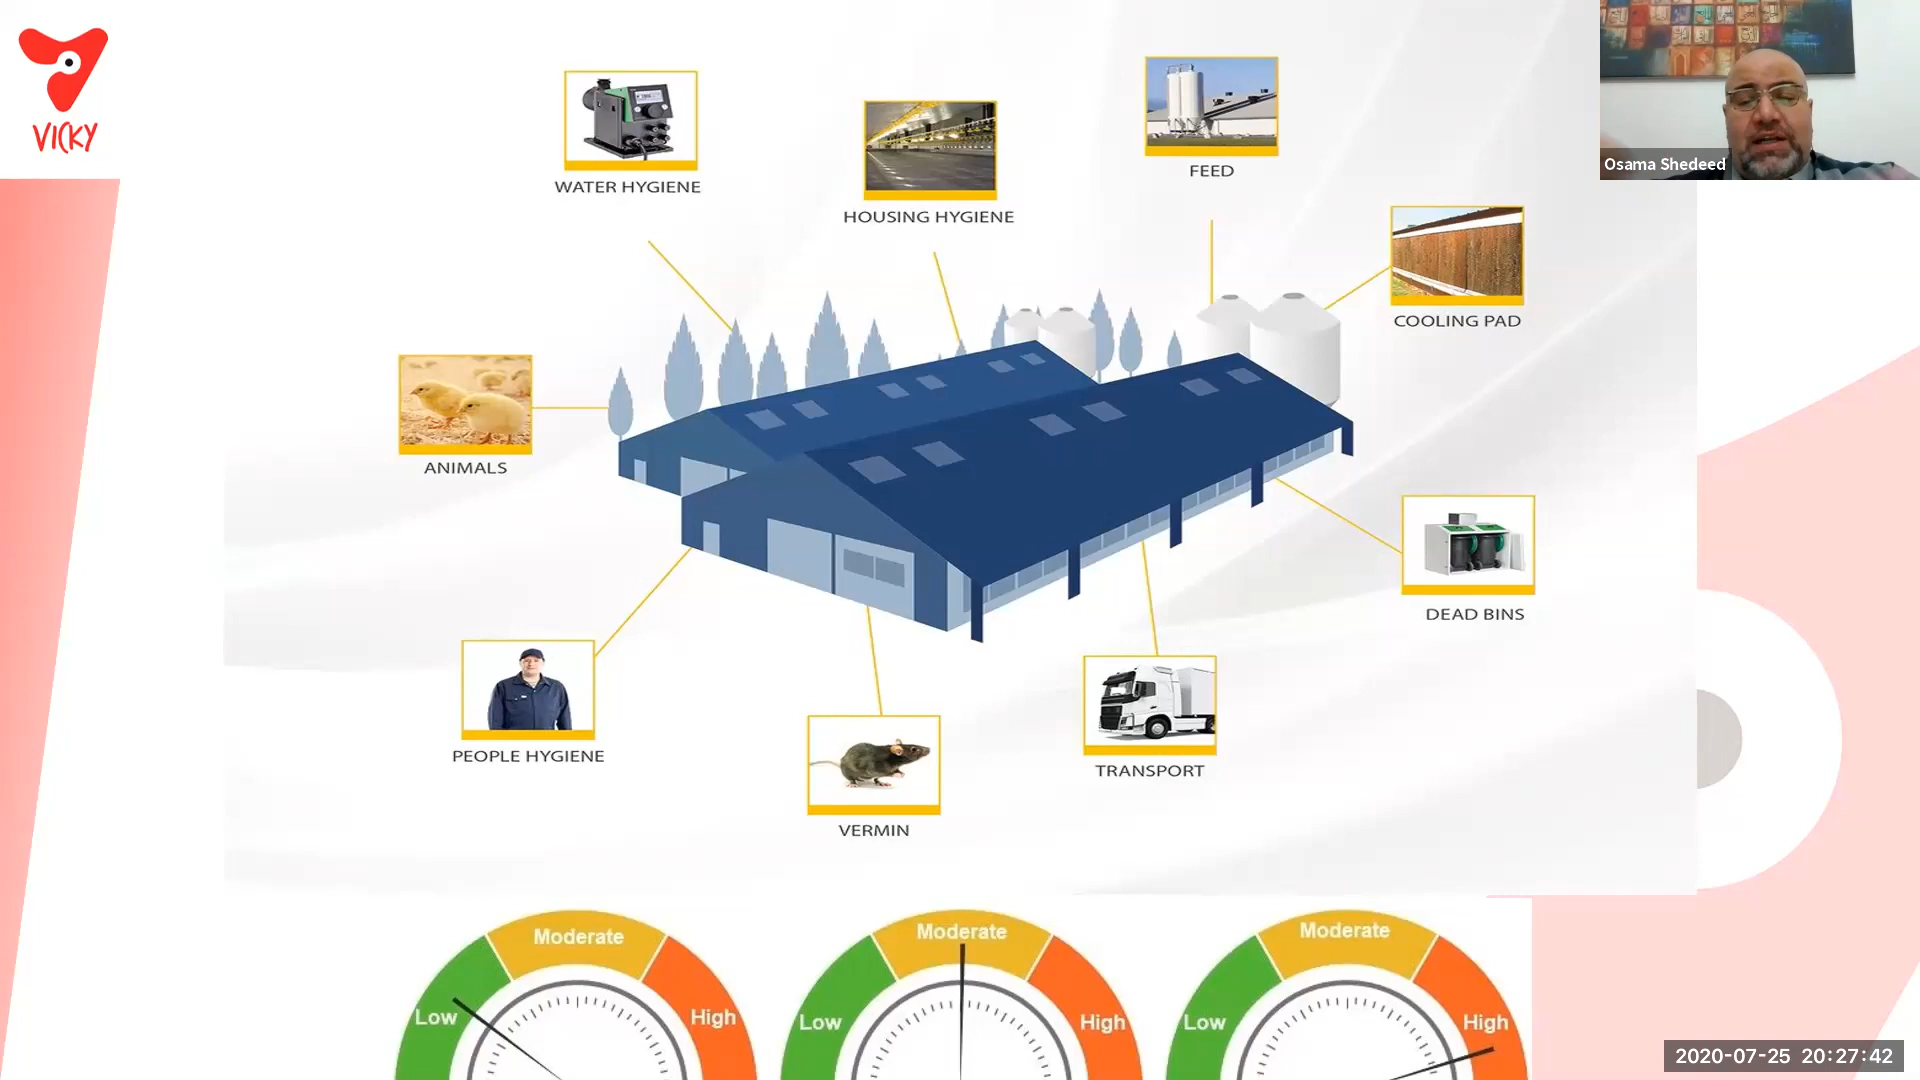 VICKY
WATER HYGIENE
HOUSING HYGIENE
FEED
Osama Shedeed
COOLING PAD
ANIMALS
DEAD BINS
PEOPLE HYGIENE
TRANSPORT
VERMIN
Moderate
Low
High
Moderate
Low
High
Moderate
Low
High
2020-07-25 20:27:42